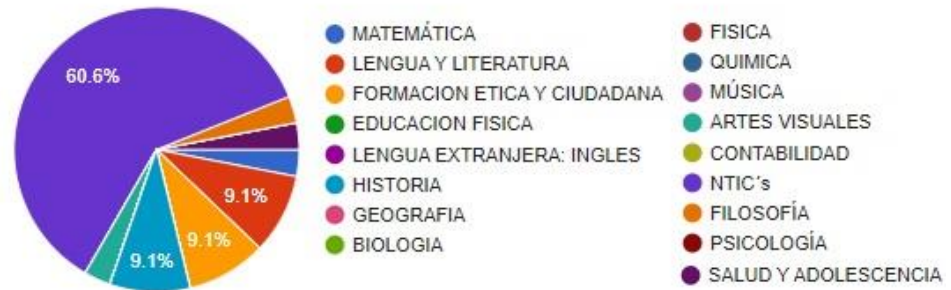 60.6%
9.1%
9.1%
9.1%
MATEMÁTICA
LENGUA Y LITERATURA
FORMACION ETICA Y CIUDADANA
EDUCACION FISICA
LENGUA EXTRANJERA: INGLES
HISTORIA
GEOGRAFIA
BIOLOGIA
FISICA
QUIMICA
MÚSICA
ARTES VISUALES
CONTABILIDAD
NTIC´s
FILOSOFÍA
PSICOLOGÍA
SALUD Y ADOLESCENCIA